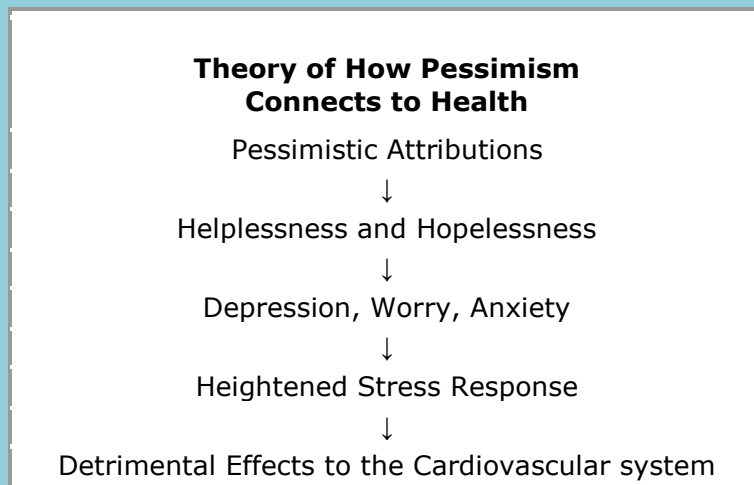 Theory of How Pessimism
Connects to Health
Pessimistic Attributions
↓
Helplessness and Hopelessness
↓
Depression, Worry, Anxiety
↓
Heightened Stress Response
↓
Detrimental Effects to the Cardiovascular system